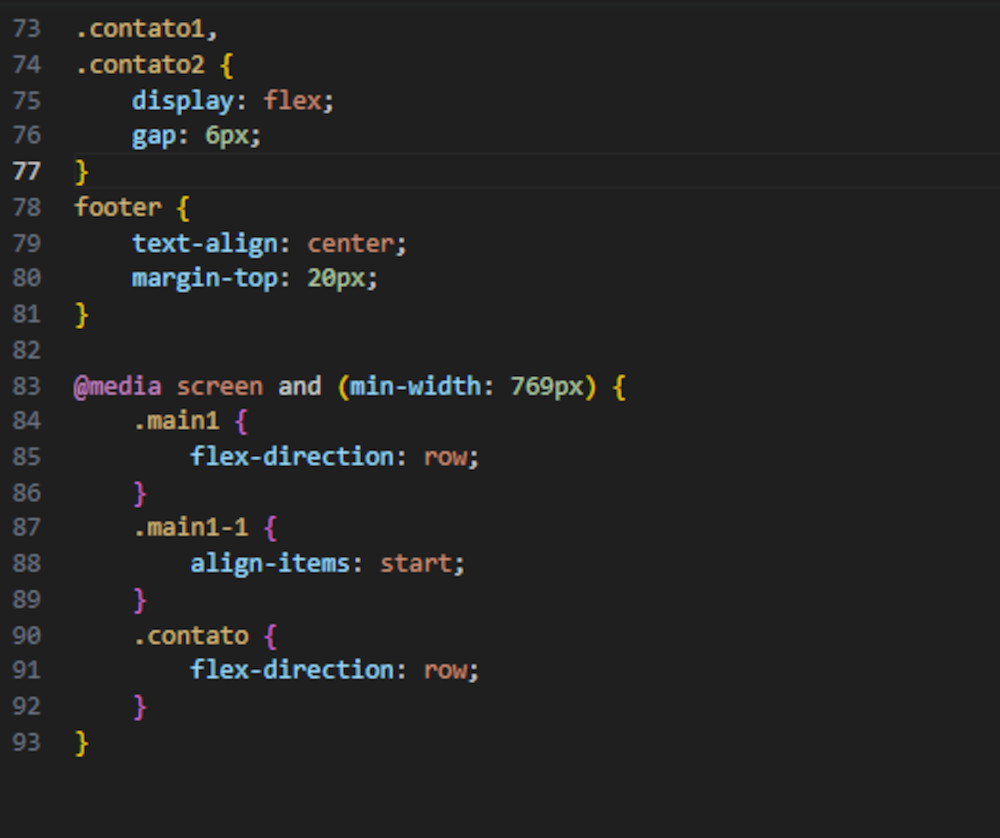 73 .contato1,
74 .contato2 {
75     display: flex;
76     gap: 6px;
77 }
78 footer {
79     text-align: center;
80     margin-top: 20px;
81 }
82
83 @media screen and (min-width: 769px) {
84     .main1 {
85         flex-direction: row;
86     }
87     .main1-1 {
88         align-items: start;
89     }
90     .contato {
91         flex-direction: row;
92     }
93 }